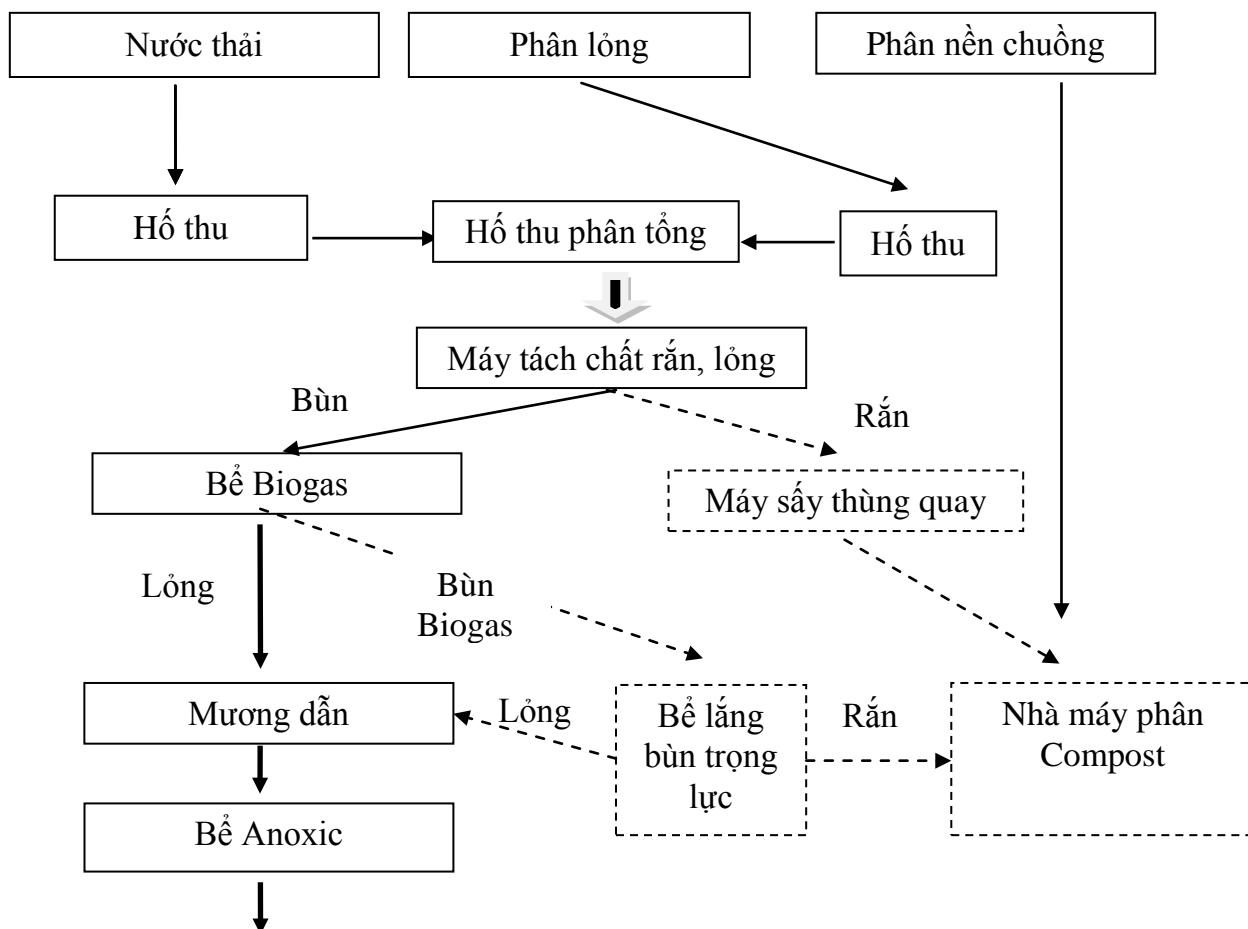 Nước thải
Phân lỏng
Phân nền chuồng
Hố thu
Hố thu phân tổng
Hố thu
Máy tách chất rắn, lỏng
Bùn
Rắn
Bể Biogas
Máy sấy thùng quay
Lỏng
Bùn
Biogas
Mương dẫn
Lỏng
Bể lắng
bùn trọng
lực
Rắn
Nhà máy phân
Compost
Bể Anoxic